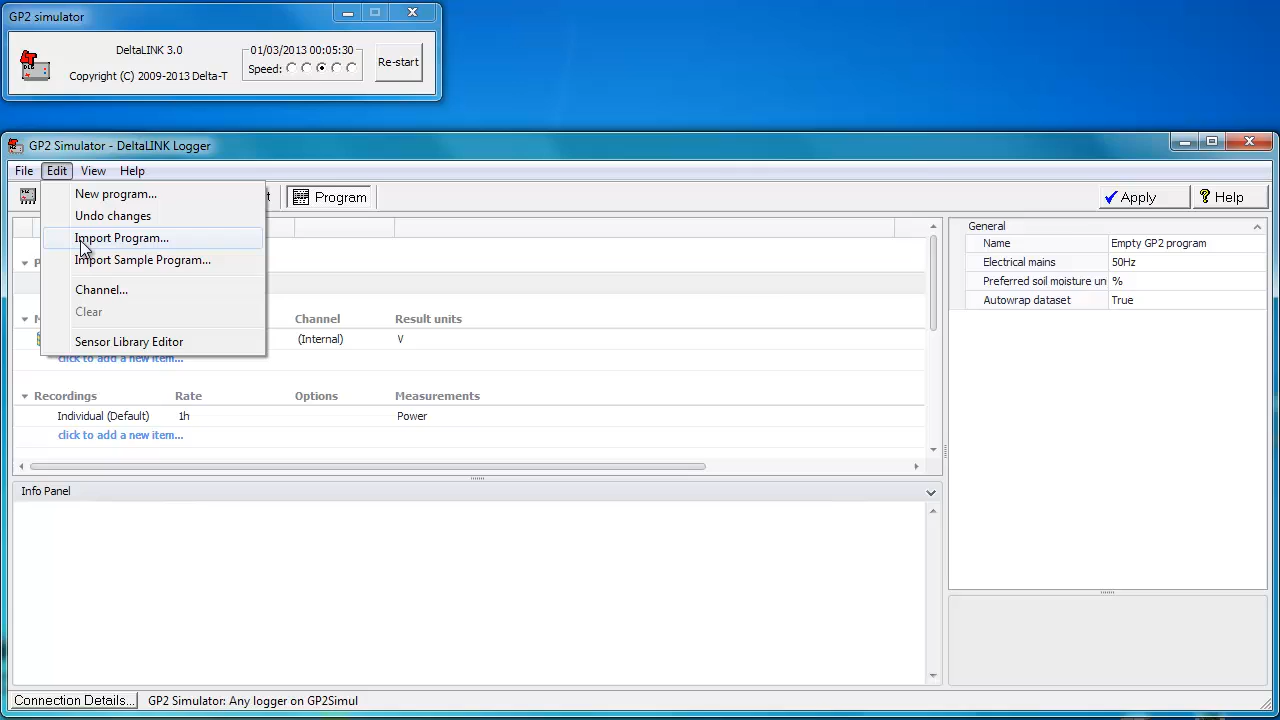 GP2 simulator
DeltaLINK 3.0
Copyright (C) 2009-2013 Delta-T
01/03/2013 00:05:30
Speed:
Re-start
GP2 Simulator - DeltaLINK Logger
File Edit View Help
New program...
Undo changes
Import Program...
Import Sample Program...
Channel...
Clear
Sensor Library Editor
Program
Apply
Help
Channel Result units
(Internal) V
click to add a new item...
Recordings Rate Options Measurements
Individual (Default) 1h Power
click to add a new item...
General
Name Empty GP2 program
Electrical mains 50Hz
Preferred soil moisture un %
Autowrap dataset True
Info Panel
Connection Details... GP2 Simulator: Any logger on GP2Simul